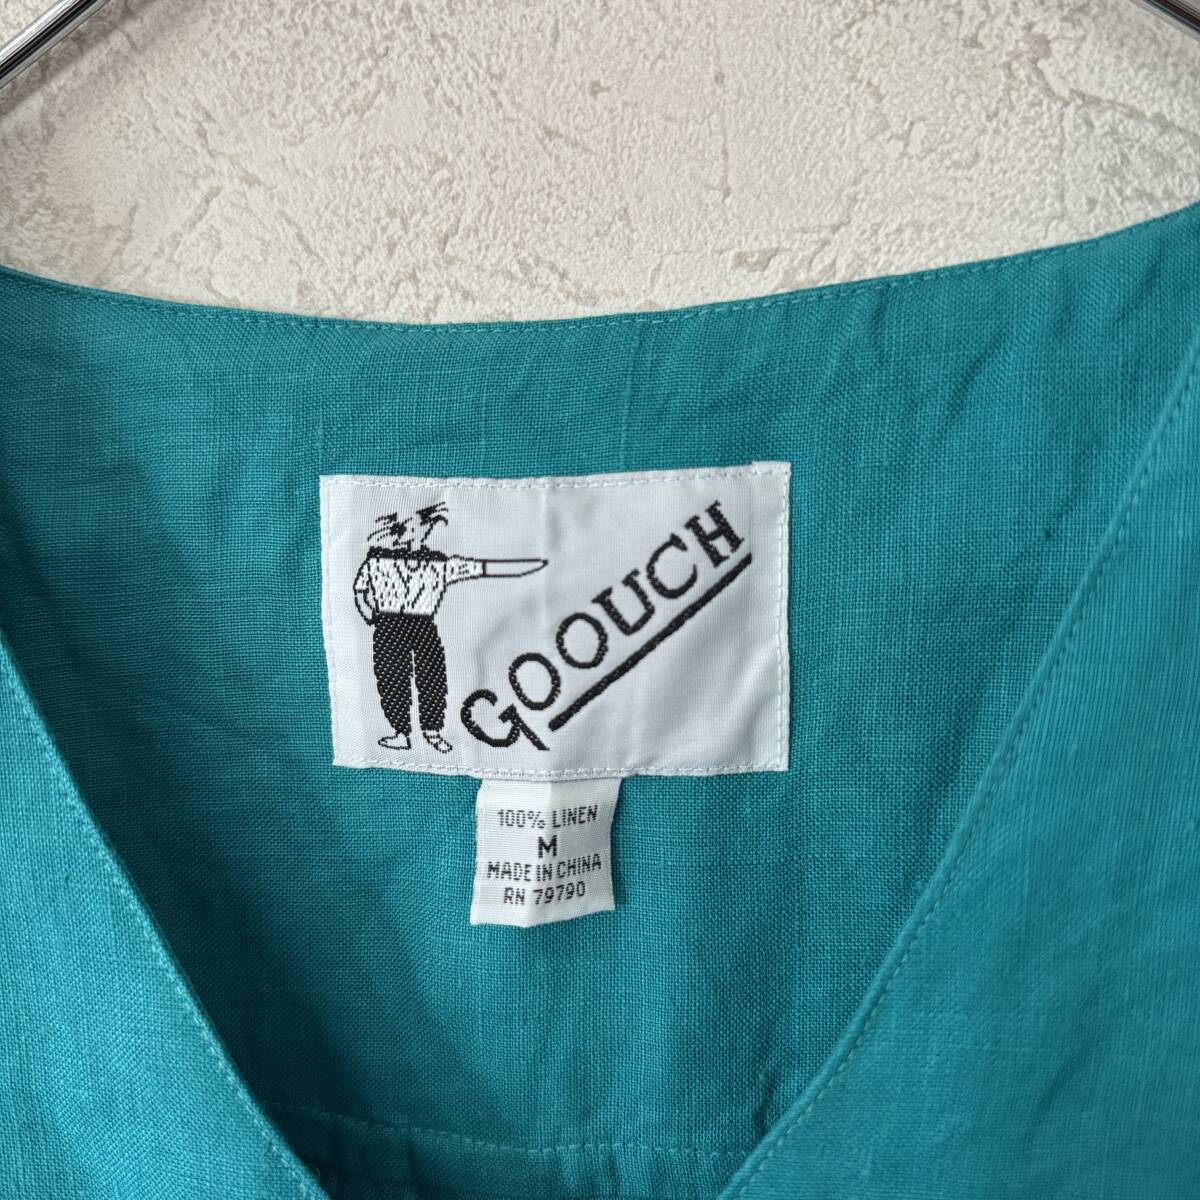 GOOUCH
100% LINEN
M
MADE IN CHINA
RN 79790